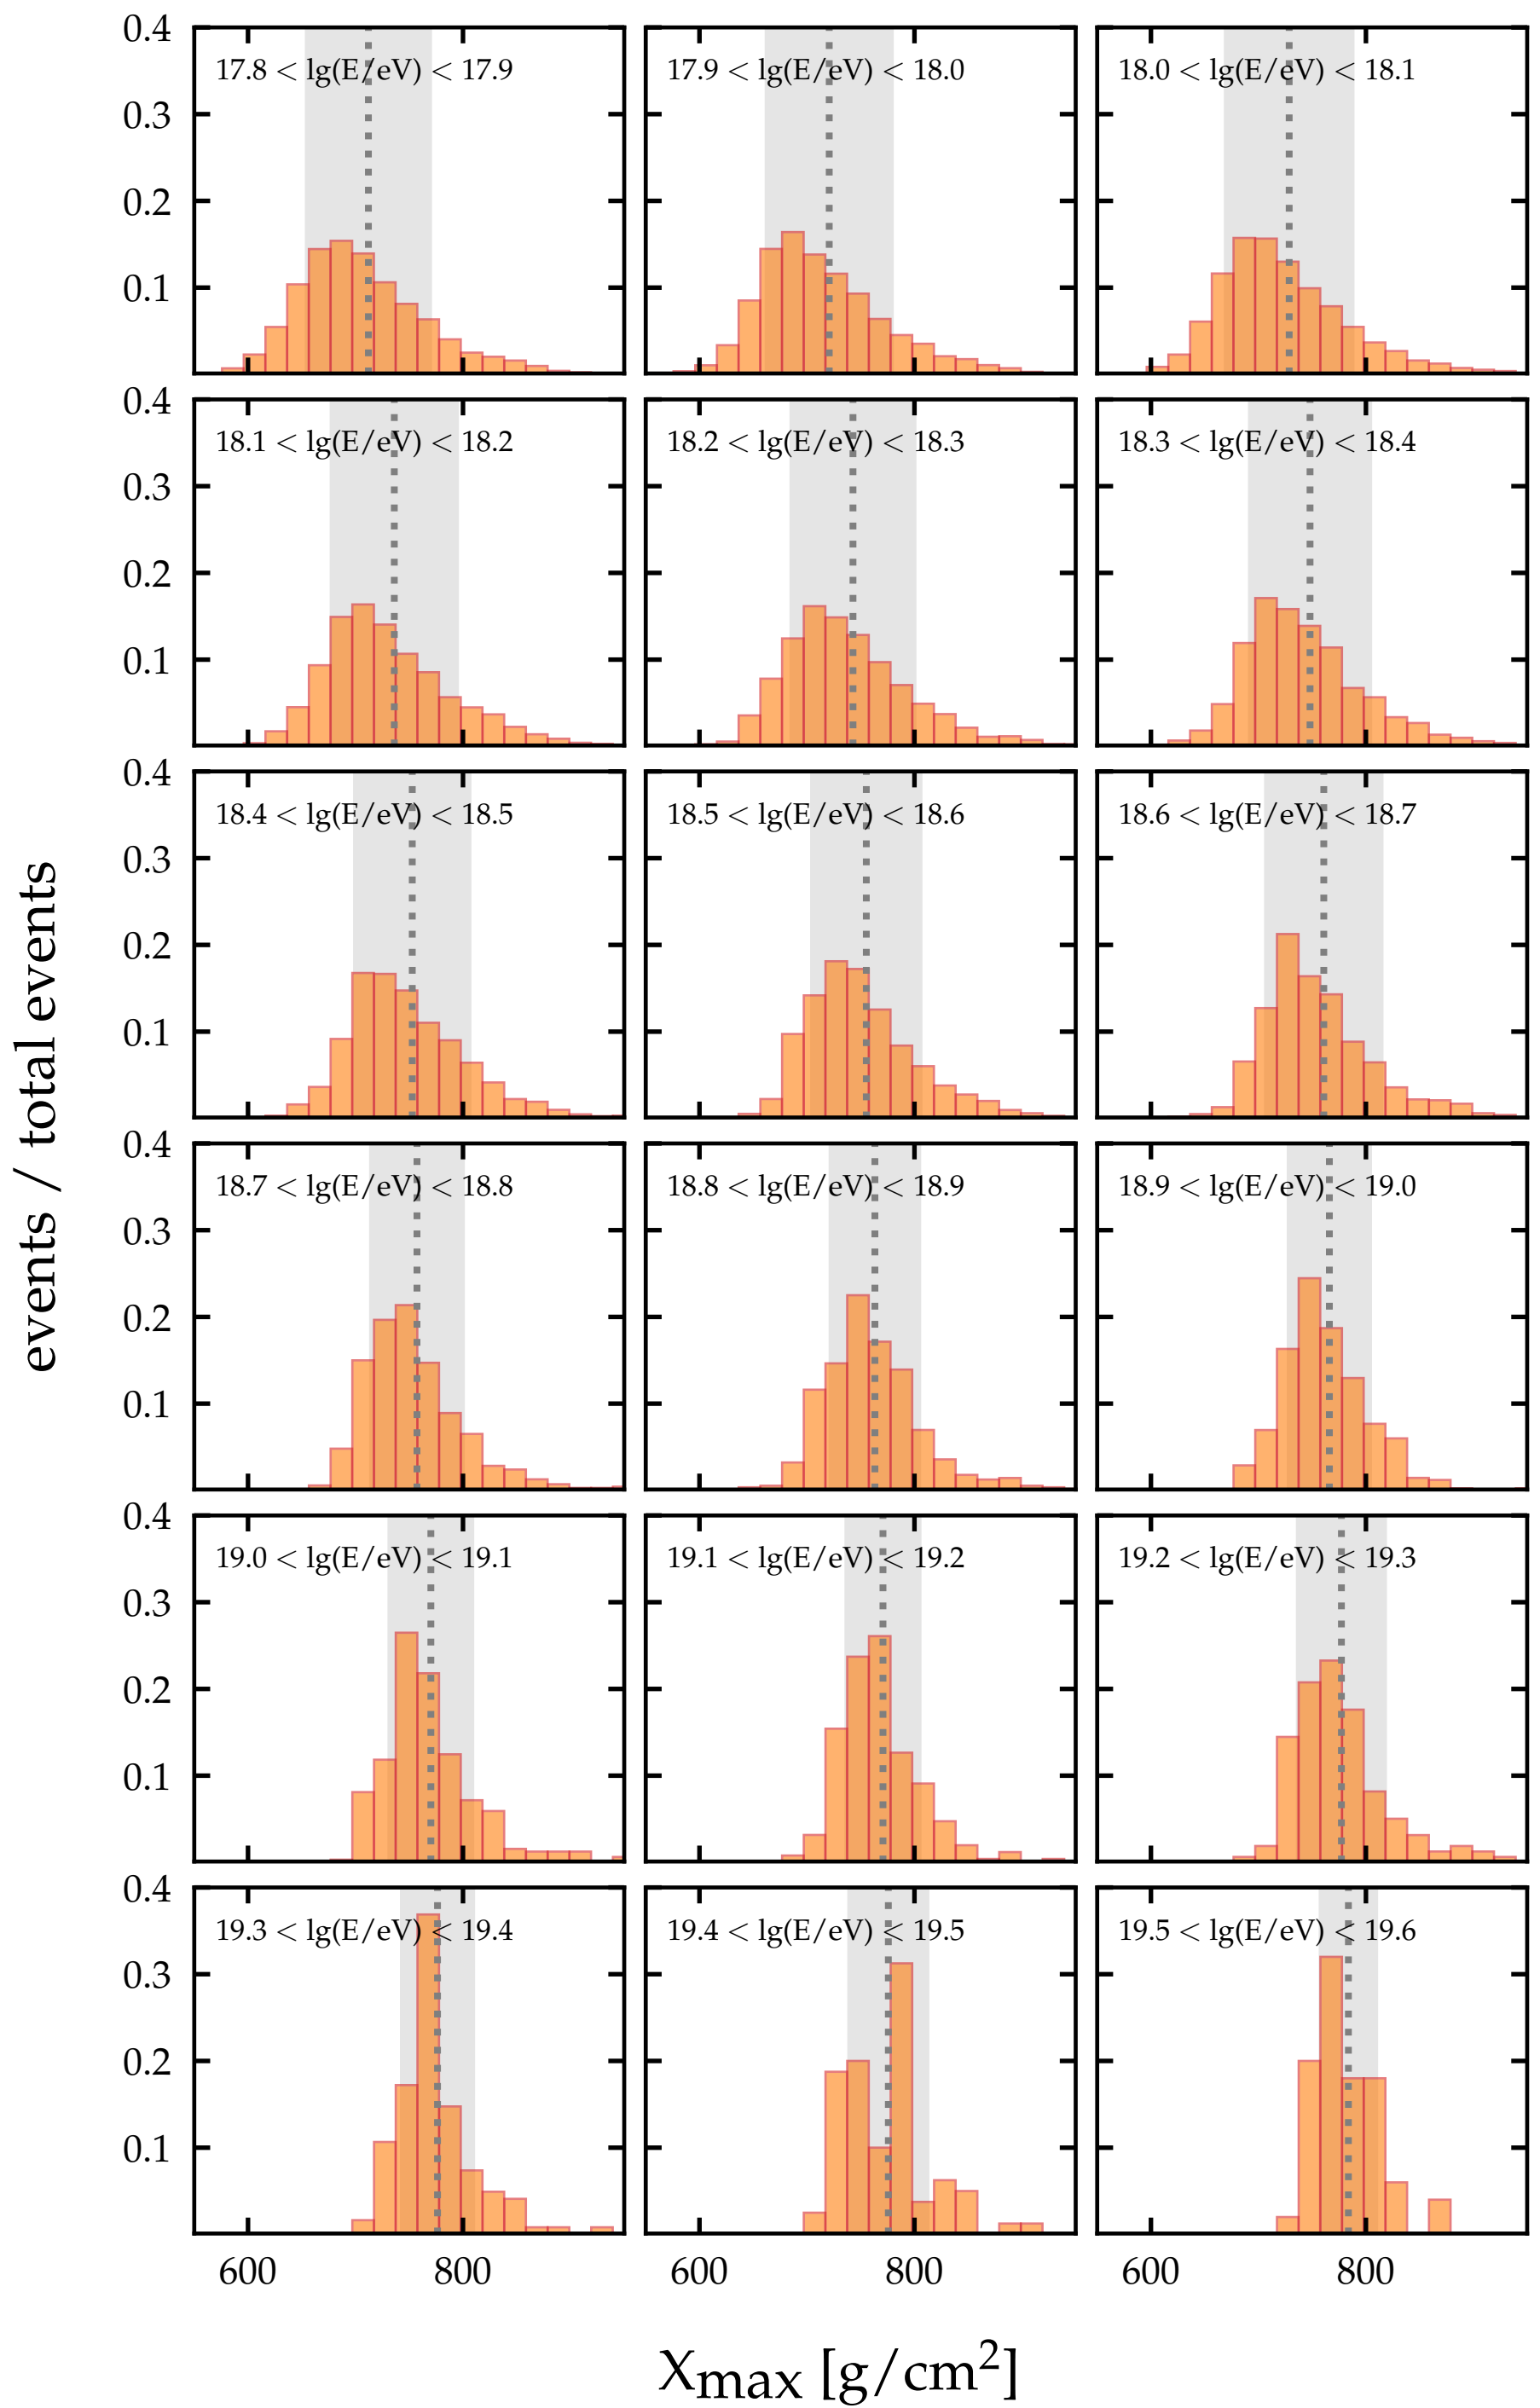 0.4
17.8 < lg(E/eV) < 17.9
17.9 < lg(E/eV) < 18.0
18.0 < lg(E/eV) < 18.1
0.3
0.2
0.1
0.4
18.1 < lg(E/eV) < 18.2
18.2 < lg(E/eV) < 18.3
18.3 < lg(E/eV) < 18.4
0.3
0.2
0.1
0.4
18.4 < lg(E/eV) < 18.5
18.5 < lg(E/eV) < 18.6
18.6 < lg(E/eV) < 18.7
0.3
0.2
0.1
events / total events
0.4
18.7 < lg(E/eV) < 18.8
18.8 < lg(E/eV) < 18.9
18.9 < lg(E/eV) < 19.0
0.3
0.2
0.1
0.4
19.0 < lg(E/eV) < 19.1
19.1 < lg(E/eV) < 19.2
19.2 < lg(E/eV) < 19.3
0.3
0.2
0.1
0.4
19.3 < lg(E/eV) < 19.4
19.4 < lg(E/eV) < 19.5
19.5 < lg(E/eV) < 19.6
0.3
0.2
0.1
600 800
600 800
600 800
Xmax [g/cm²]